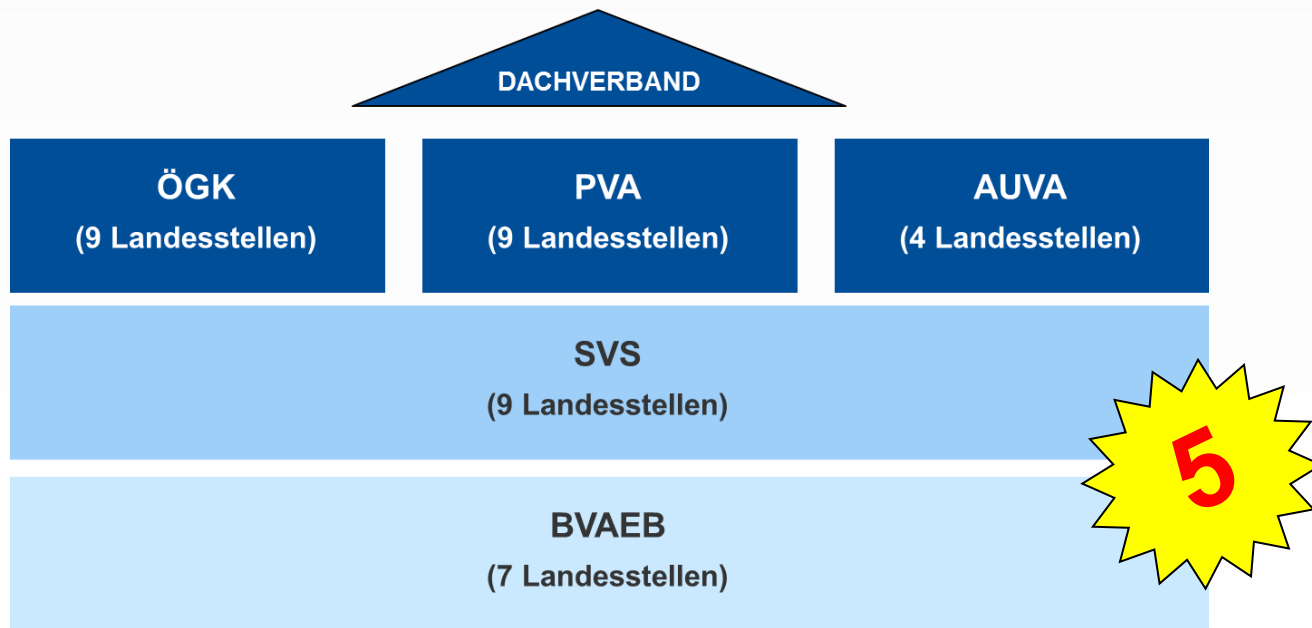 DACHVERBAND
ÖGK
(9 Landesstellen)
PVA
(9 Landesstellen)
AUVA
(4 Landesstellen)
SVS
(9 Landesstellen)
5
BVAEB
(7 Landesstellen)